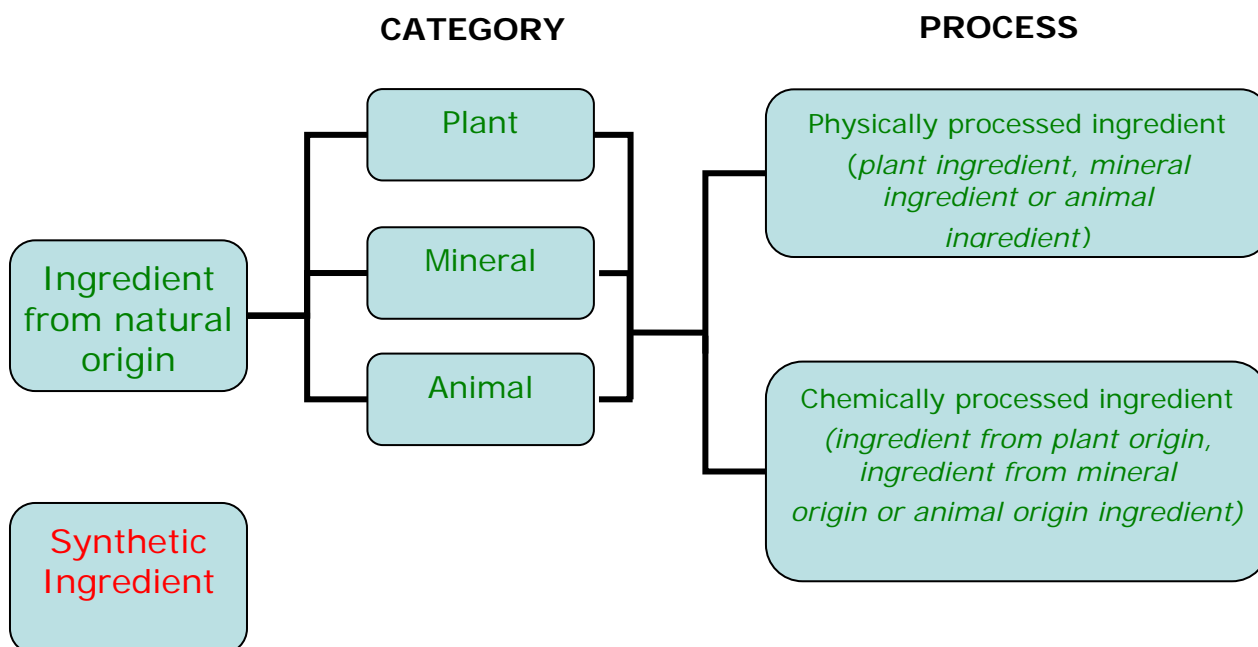 CATEGORY
PROCESS
Ingredient
from natural
origin
Plant
Mineral
Animal
Physically processed ingredient
(plant ingredient, mineral
ingredient or animal
ingredient)
Chemically processed ingredient
(ingredient from plant origin,
ingredient from mineral
origin or animal origin ingredient)
Synthetic
Ingredient